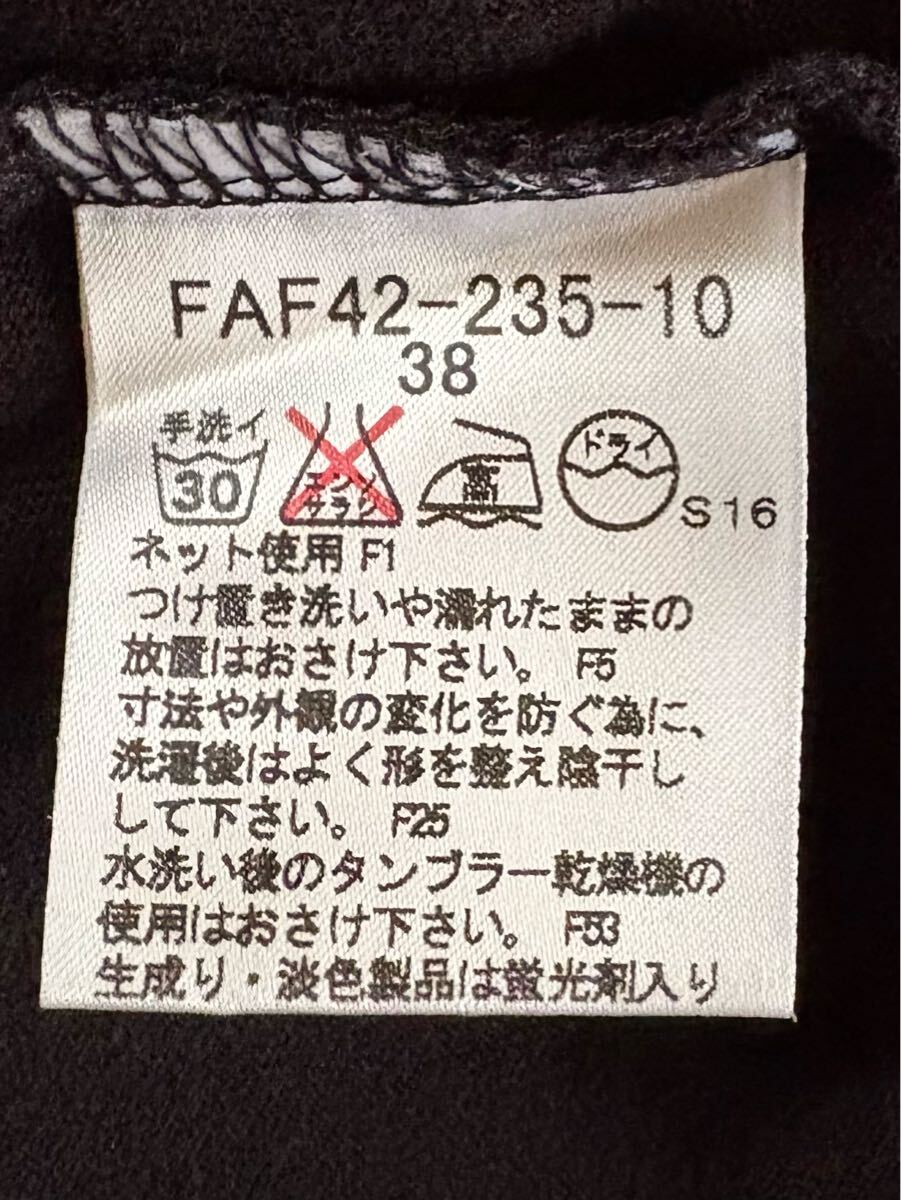 FAF42-235-10
38
手洗イ
30
エンソ
サラシ
高
ドライ
S16
ネット使用 F1
つけ置き洗いや濡れたままの
放置はおさけ下さい。 F5
寸法や外観の変化を防ぐ為に、
洗濯後はよく形を整え陰干し
して下さい。 F25
水洗い後のタンブラー乾燥機の
使用はおさけ下さい。 F53
生成り・淡色製品は蛍光剤入り